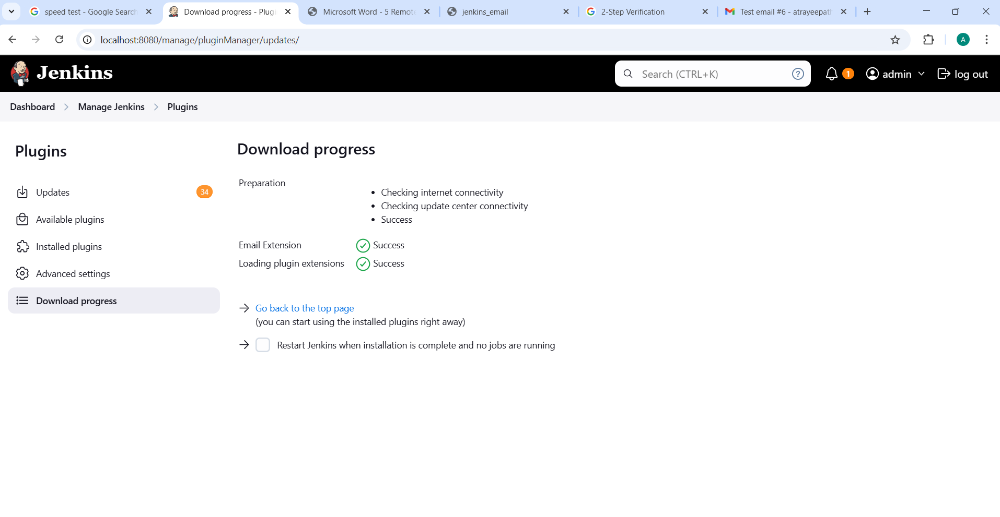 speed test - Google Search
Download progress - Plugi
Microsoft Word - 5 Remote
jenkins_email
2-Step Verification
Test email #6 - atrayeepath
localhost:8080/manage/pluginManager/updates/
A
Jenkins
Search (CTRL+K)
?
1
admin
log out
Dashboard
Manage Jenkins
Plugins
Plugins
Updates
34
Available plugins
Installed plugins
Advanced settings
Download progress
Download progress
Preparation
• Checking internet connectivity
• Checking update center connectivity
• Success
Email Extension
Success
Loading plugin extensions
Success
Go back to the top page
(you can start using the installed plugins right away)
Restart Jenkins when installation is complete and no jobs are running